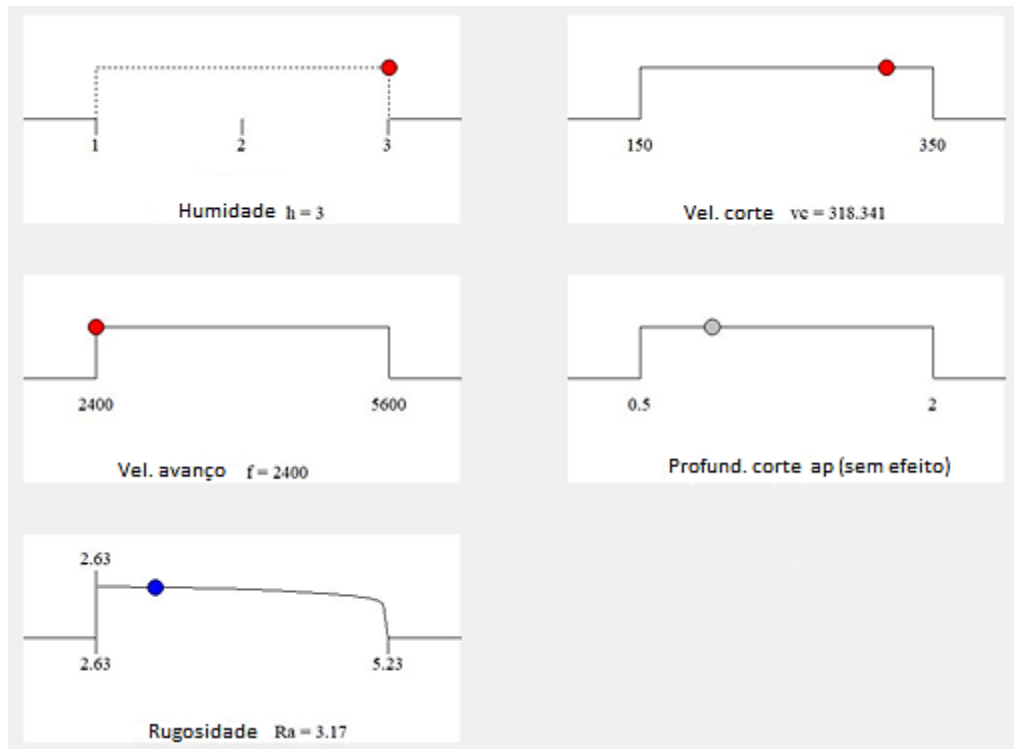 1 2 3
Humidade h = 3
150 350
Vel. corte vc = 318.341
2400 5600
Vel. avanço f = 2400
0.5 2
Profund. corte ap (sem efeito)
2.63
2.63 5.23
Rugosidade Ra = 3.17